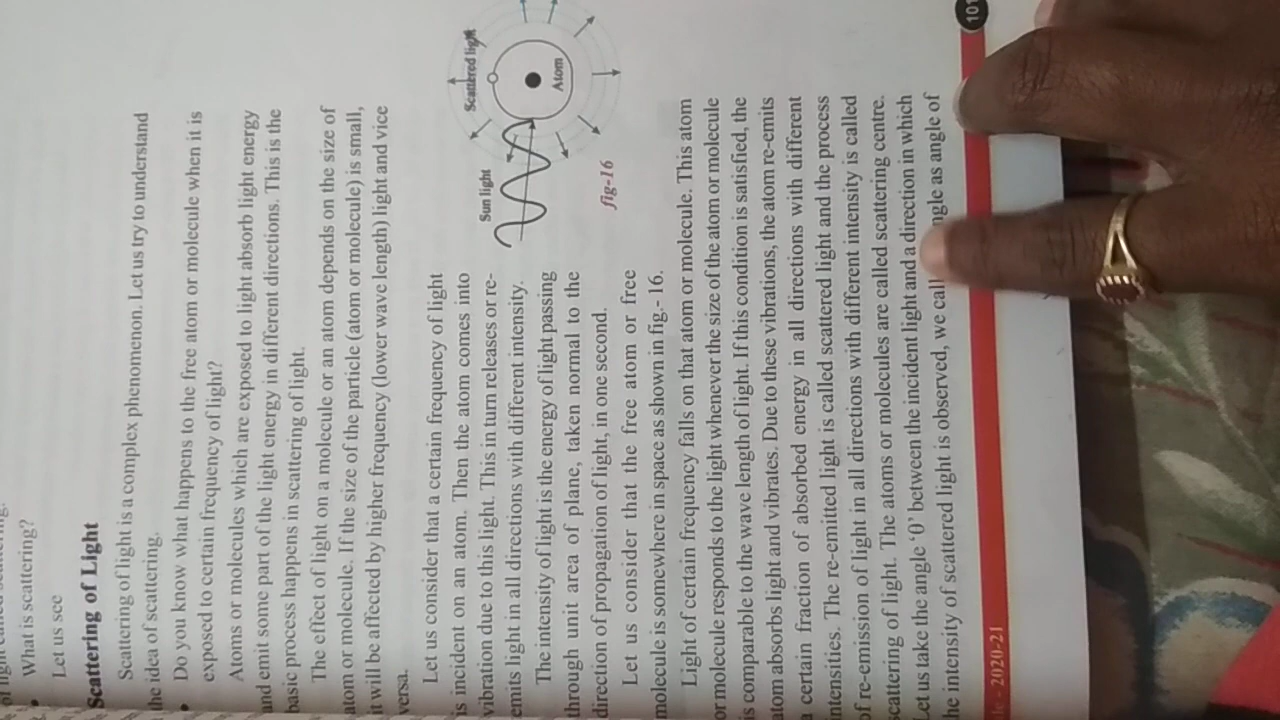 What is scattering?
Let us see
Scattering of Light
Scattering of light is a complex phenomenon. Let us try to understand
the idea of scattering.
• Do you know what happens to the free atom or molecule when it is
exposed to certain frequency of light?
Atoms or molecules which are exposed to light absorb light energy
and emit some part of the light energy in different directions. This is the
basic process happens in scattering of light.
The effect of light on a molecule or an atom depends on the size of
atom or molecule. If the size of the particle (atom or molecule) is small,
it will be affected by higher frequency (lower wave length) light and vice
versa.
Let us consider that a certain frequency of light
is incident on an atom. Then the atom comes into
vibration due to this light. This in turn releases or re-
emits light in all directions with different intensity.
The intensity of light is the energy of light passing
through unit area of plane, taken normal to the
direction of propagation of light, in one second.
Let us consider that the free atom or free
molecule is somewhere in space as shown in fig.- 16.
Sun light
Scattered light
Atom
fig-16
Light of certain frequency falls on that atom or molecule. This atom
or molecule responds to the light whenever the size of the atom or molecule
is comparable to the wave length of light. If this condition is satisfied, the
atom absorbs light and vibrates. Due to these vibrations, the atom re-emits
a certain fraction of absorbed energy in all directions with different
intensities. The re-emitted light is called scattered light and the process
of re-emission of light in all directions with different intensity is called
scattering of light. The atoms or molecules are called scattering centre.
Let us take the angle '0' between the incident light and a direction in which
the intensity of scattered light is observed, we call angle as angle of
2020-21
101